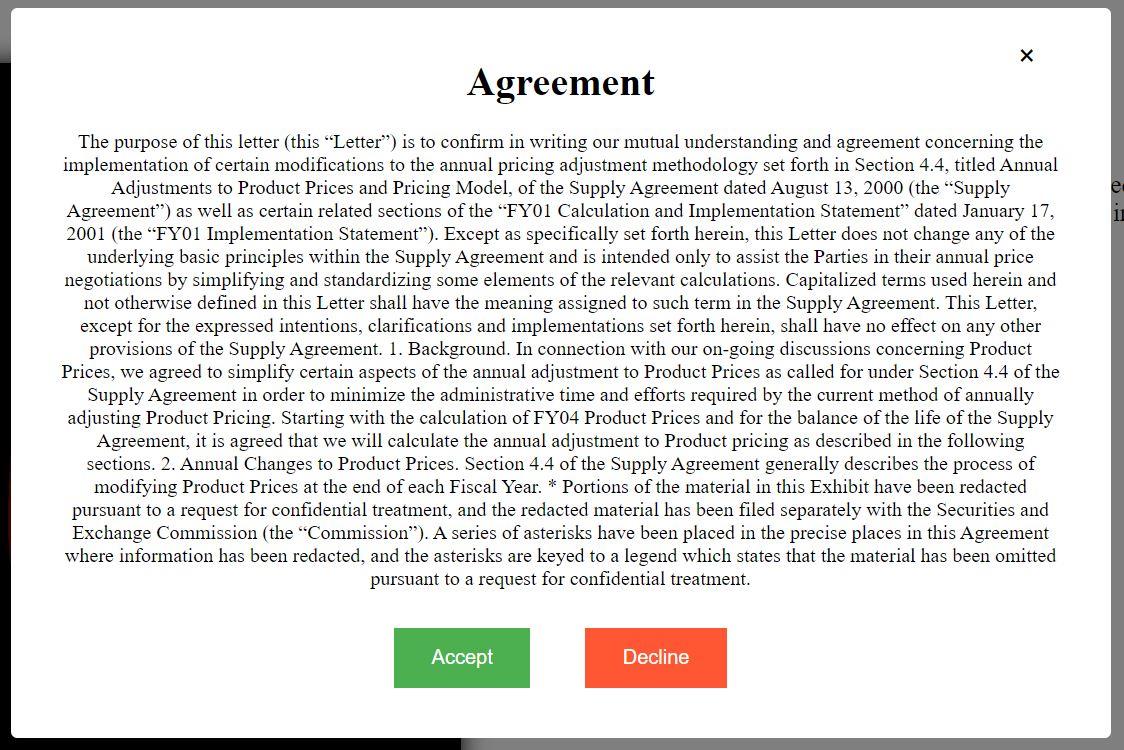 ×
Agreement
The purpose of this letter (this “Letter”) is to confirm in writing our mutual understanding and agreement concerning the
implementation of certain modifications to the annual pricing adjustment methodology set forth in Section 4.4, titled Annual
Adjustments to Product Prices and Pricing Model, of the Supply Agreement dated August 13, 2000 (the “Supply
Agreement”) as well as certain related sections of the “FY01 Calculation and Implementation Statement” dated January 17,
2001 (the “FY01 Implementation Statement”). Except as specifically set forth herein, this Letter does not change any of the
underlying basic principles within the Supply Agreement and is intended only to assist the Parties in their annual price
negotiations by simplifying and standardizing some elements of the relevant calculations. Capitalized terms used herein and
not otherwise defined in this Letter shall have the meaning assigned to such term in the Supply Agreement. This Letter,
except for the expressed intentions, clarifications and implementations set forth herein, shall have no effect on any other
provisions of the Supply Agreement. 1. Background. In connection with our on-going discussions concerning Product
Prices, we agreed to simplify certain aspects of the annual adjustment to Product Prices as called for under Section 4.4 of the
Supply Agreement in order to minimize the administrative time and efforts required by the current method of annually
adjusting Product Pricing. Starting with the calculation of FY04 Product Prices and for the balance of the life of the Supply
Agreement, it is agreed that we will calculate the annual adjustment to Product pricing as described in the following
sections. 2. Annual Changes to Product Prices. Section 4.4 of the Supply Agreement generally describes the process of
modifying Product Prices at the end of each Fiscal Year. * Portions of the material in this Exhibit have been redacted
pursuant to a request for confidential treatment, and the redacted material has been filed separately with the Securities and
Exchange Commission (the “Commission”). A series of asterisks have been placed in the precise places in this Agreement
where information has been redacted, and the asterisks are keyed to a legend which states that the material has been omitted
pursuant to a request for confidential treatment.
Accept Decline